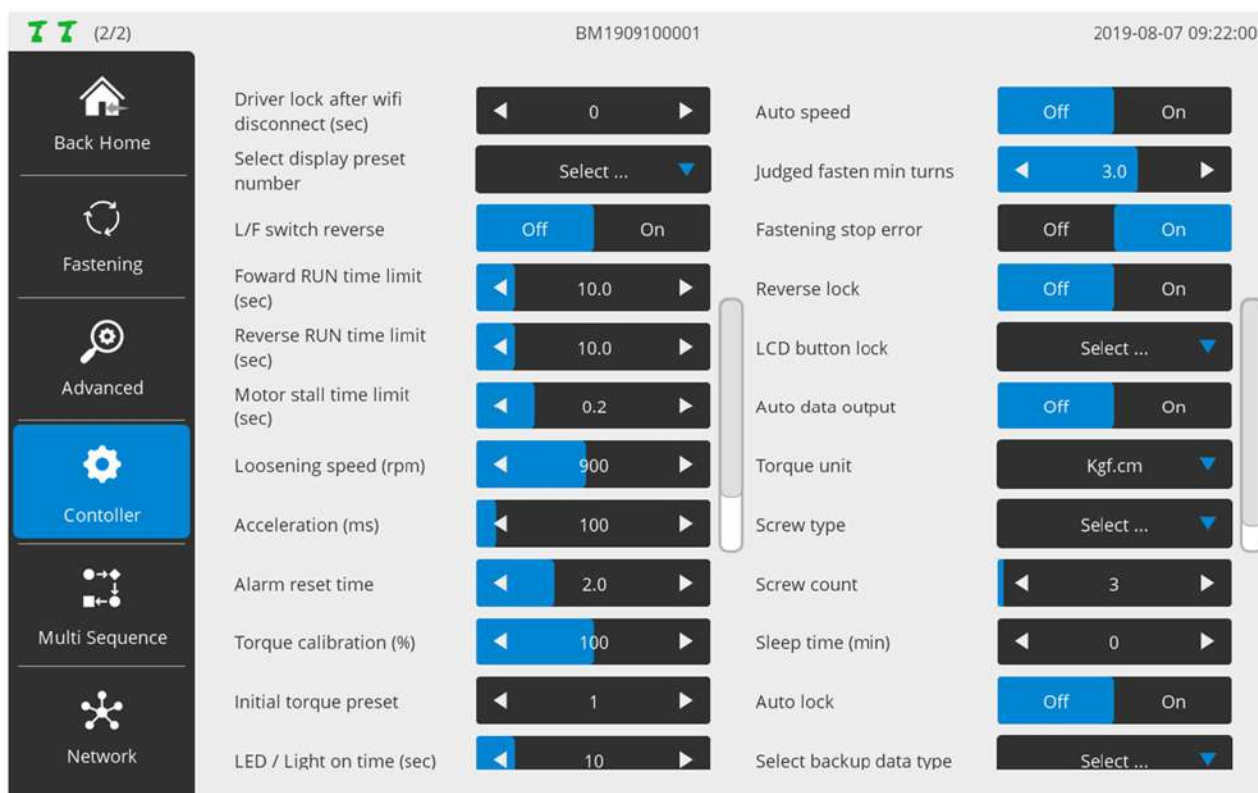 (2/2)
BM1909100001
2019-08-07 09:22:00
Back Home
Fastening
Advanced
Contoller
Multi Sequence
Network
Driver lock after wifi
disconnect (sec)
0
Select display preset
number
Select ...
L/F switch reverse
Off On
Foward RUN time limit
(sec)
10.0
Reverse RUN time limit
(sec)
10.0
Motor stall time limit
(sec)
0.2
Loosening speed (rpm)
900
Acceleration (ms)
100
Alarm reset time
2.0
Torque calibration (%)
100
Initial torque preset
1
LED / Light on time (sec)
10
Auto speed
Off On
Judged fasten min turns
3.0
Fastening stop error
Off On
Reverse lock
Off On
LCD button lock
Select ...
Auto data output
Off On
Torque unit
Kgf.cm
Screw type
Select ...
Screw count
3
Sleep time (min)
0
Auto lock
Off On
Select backup data type
Select ...